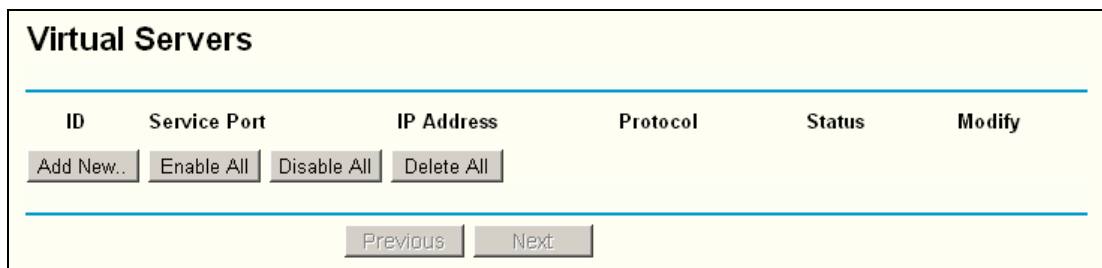 Virtual Servers
ID Service Port IP Address Protocol Status Modify
Add New.. Enable All Disable All Delete All
Previous Next